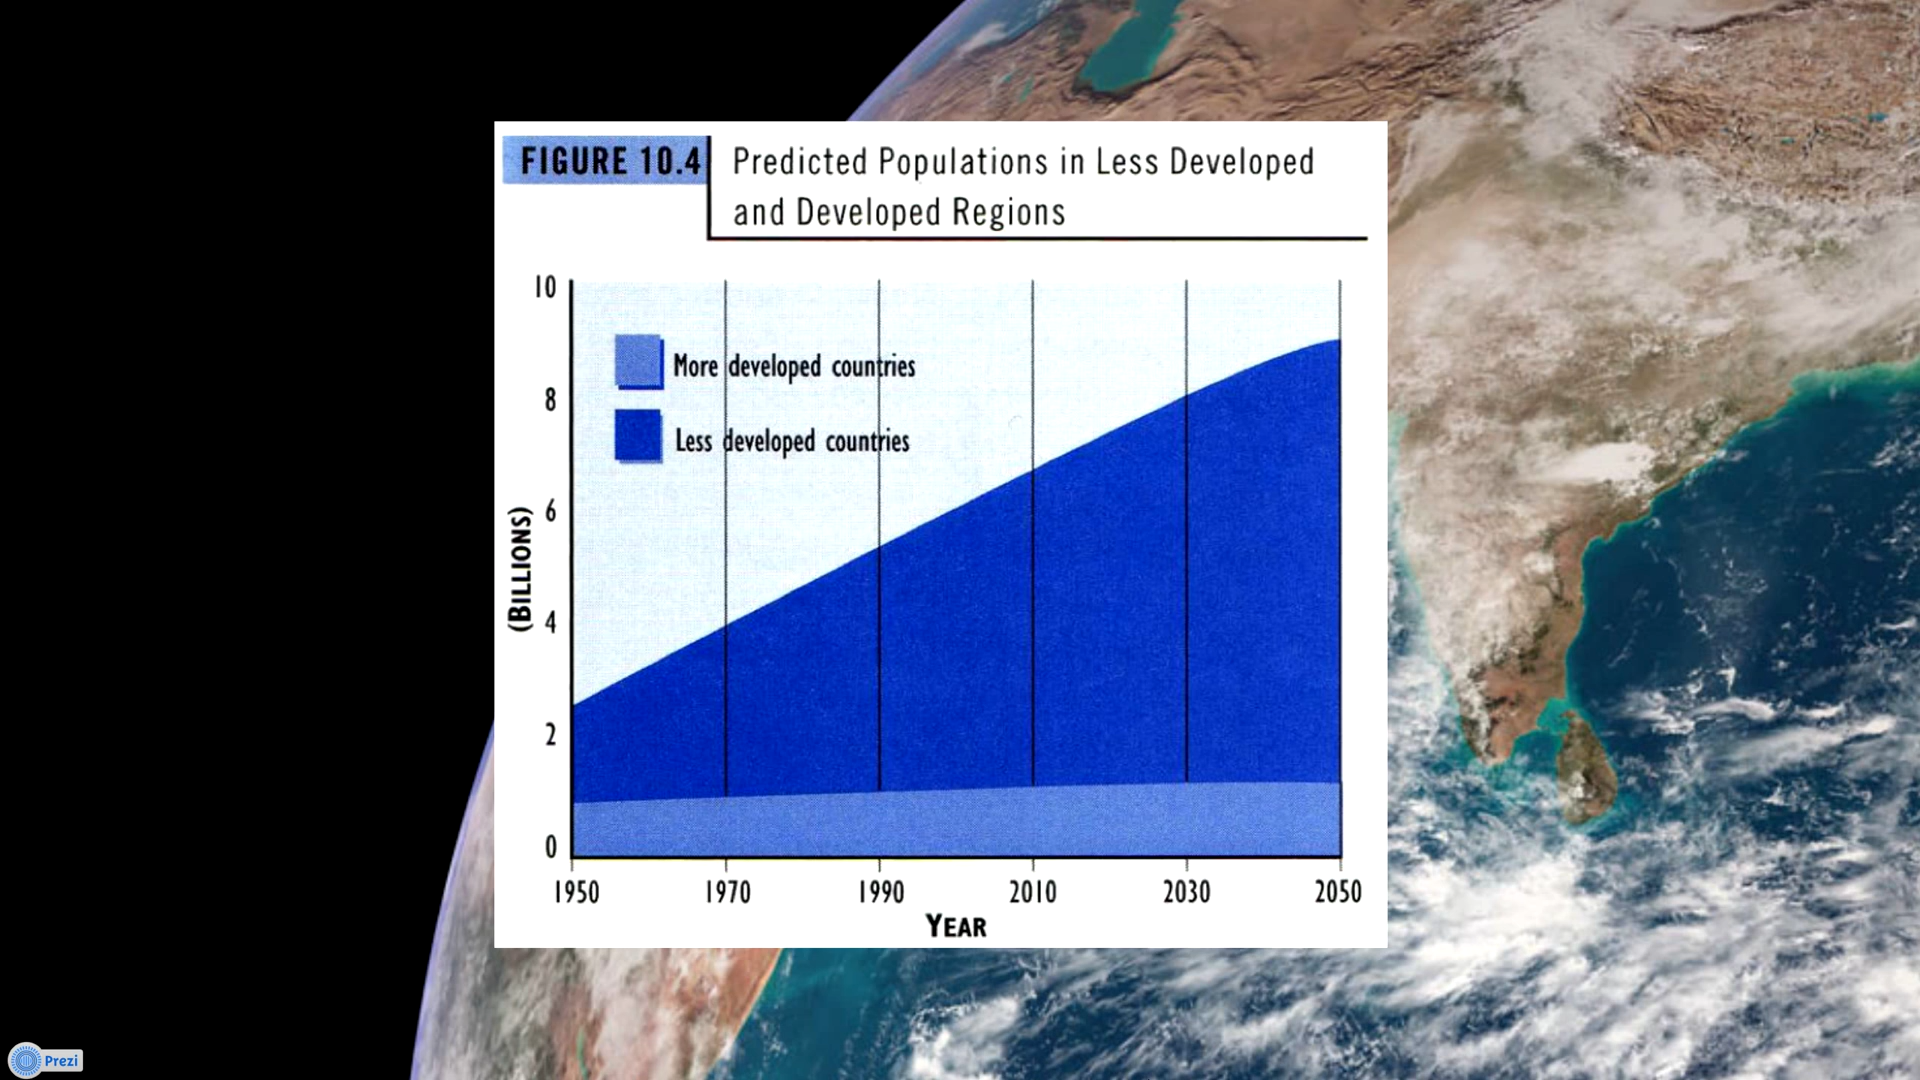 FIGURE 10.4
Predicted Populations in Less Developed
and Developed Regions
10
8
6
4
2
0
(BILLIONS)
More developed countries
Less developed countries
1950 1970 1990 2010 2030 2050
YEAR
Prezi